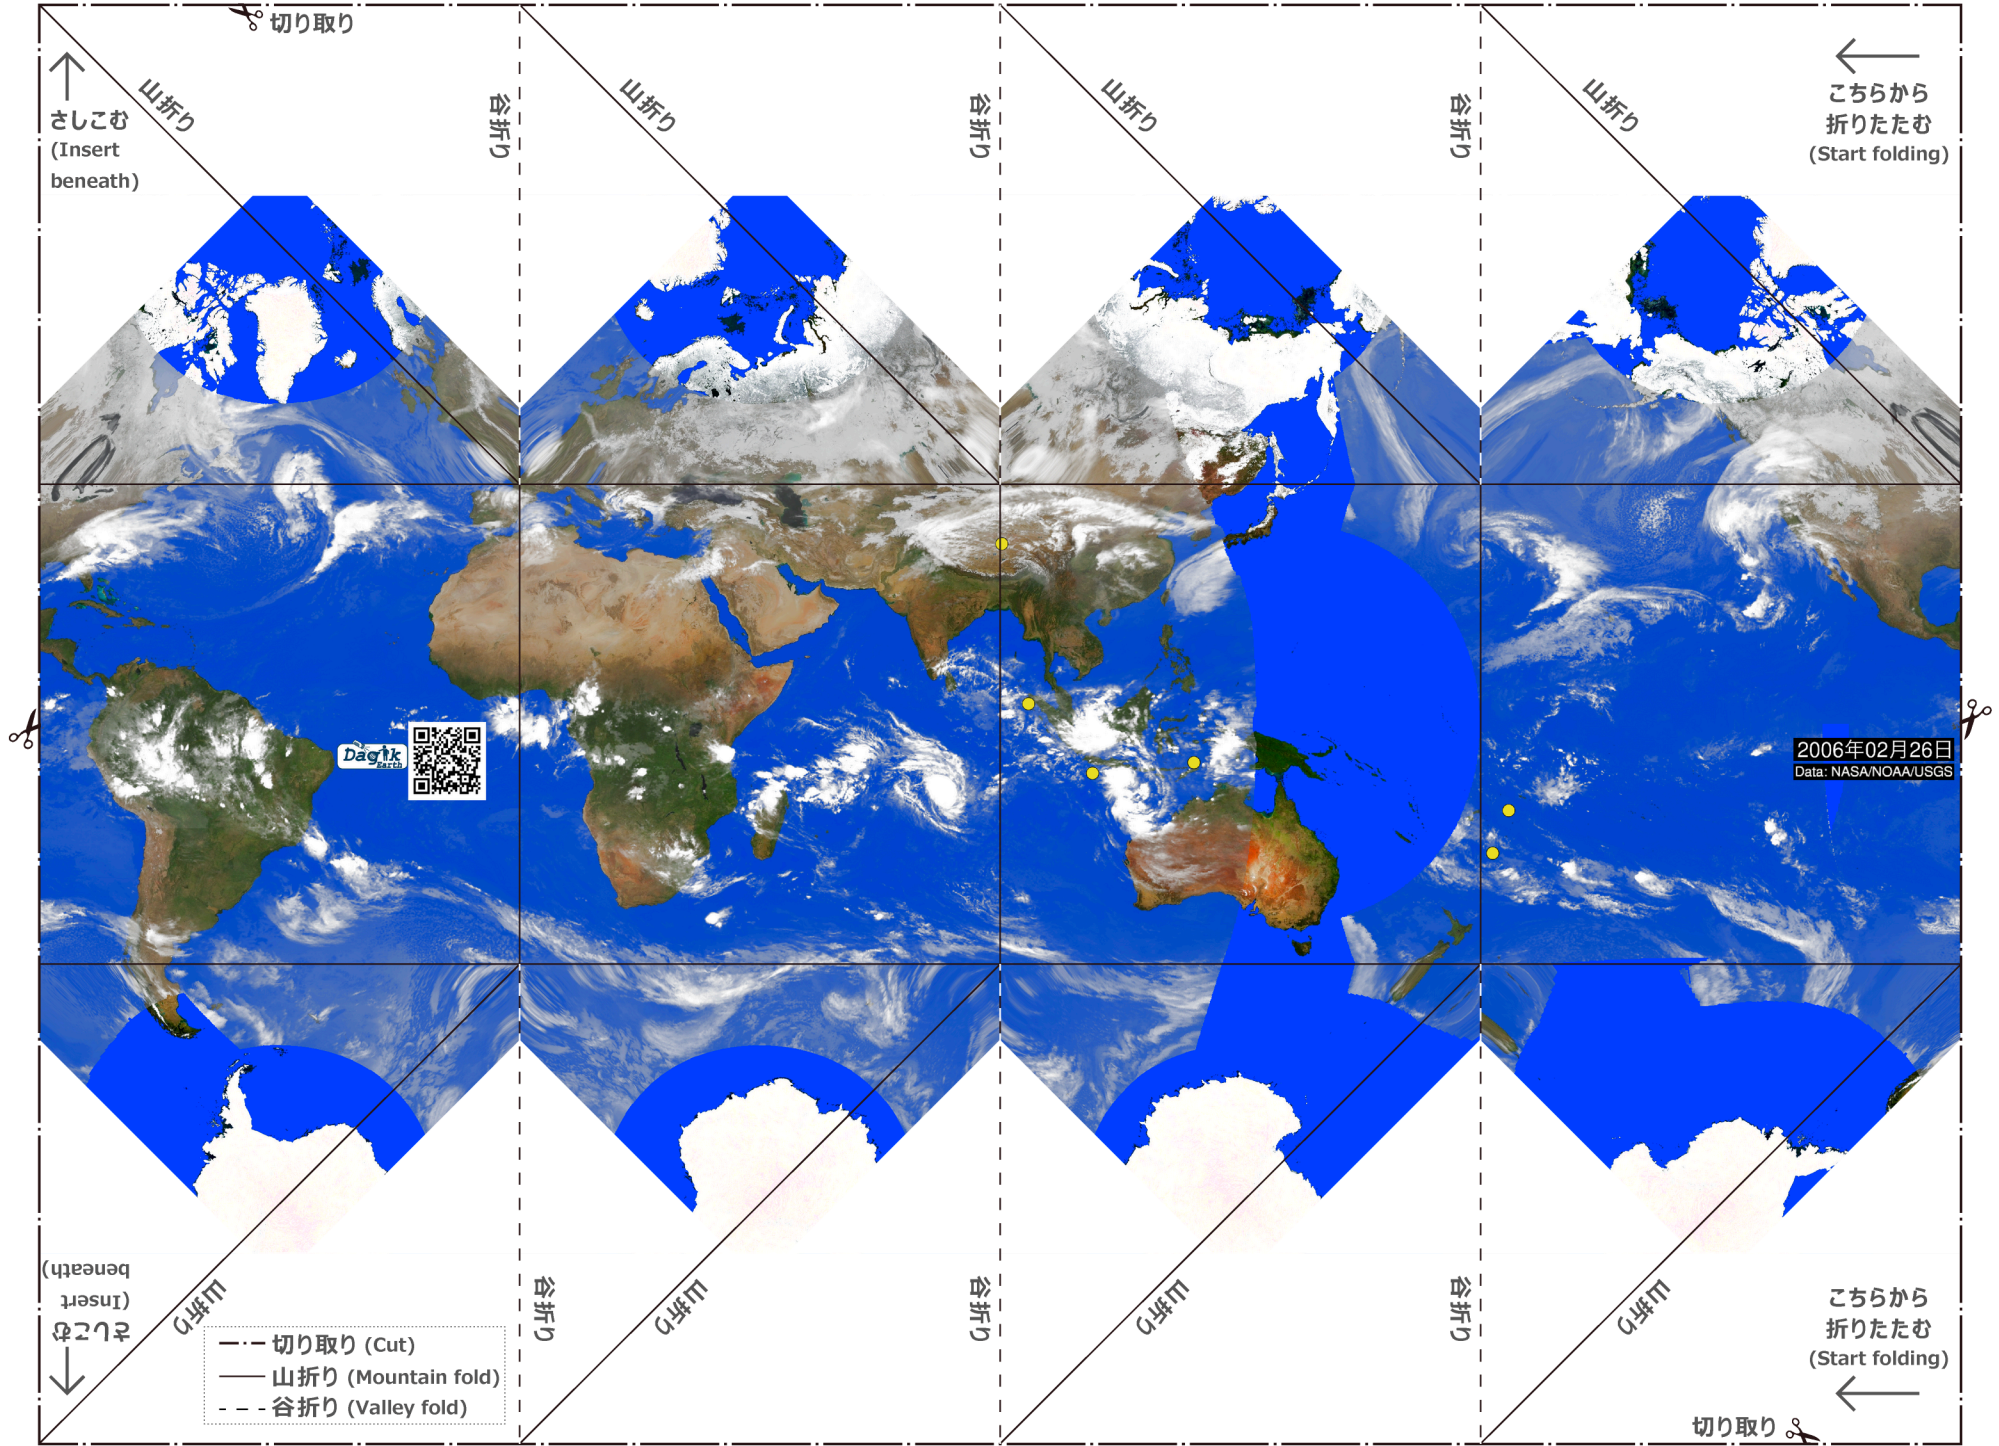 切り取り
さしこむ
(Insert
beneath)
山折り
谷折り
山折り
谷折り
山折り
谷折り
山折り
こちらから
折りたたむ
(Start folding)
Dagik
Earth
2006年02月26日
Data: NASA/NOAA/USGS
さしこむ
(Insert
beneath)
山折り
谷折り
山折り
谷折り
山折り
谷折り
山折り
こちらから
折りたたむ
(Start folding)
切り取り (Cut)
山折り (Mountain fold)
谷折り (Valley fold)
切り取り